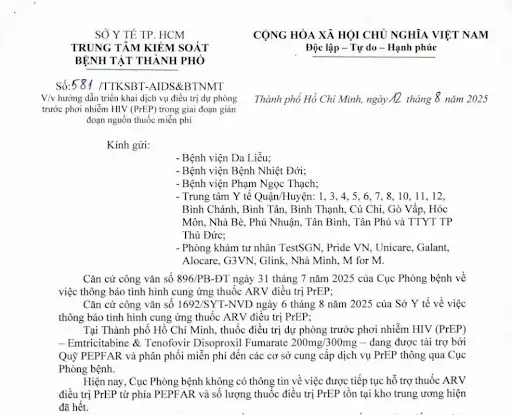 SỞ Y TẾ TP. HCM
TRUNG TÂM KIỂM SOÁT
BỆNH TẬT THÀNH PHỐ
CỘNG HÒA XÃ HỘI CHỦ NGHĨA VIỆT NAM
Độc lập – Tự do – Hạnh phúc
Số:581 /TTKSBT-AIDS&BTNMT
V/v hướng dẫn triển khai dịch vụ điều trị dự phòng
trước phơi nhiễm HIV (PrEP) trong giai đoạn gián
đoạn nguồn thuốc miễn phí
Thành phố Hồ Chí Minh, ngày 12 tháng 8 năm 2025
Kính gửi:
- Bệnh viện Da Liễu;
- Bệnh viện Bệnh Nhiệt Đới;
- Bệnh viện Phạm Ngọc Thạch;
- Trung tâm Y tế Quận/Huyện: 1, 3, 4, 5, 6, 7, 8, 10, 11, 12,
Bình Chánh, Bình Tân, Bình Thạnh, Củ Chi, Gò Vấp, Hóc
Môn, Nhà Bè, Phú Nhuận, Tân Bình, Tân Phú và TTYT TP
Thủ Đức;
- Phòng khám tư nhân TestSGN, Pride VN, Unicare, Galant,
Alocare, G3VN, Glink, Nhà Mình, M for M.
Căn cứ công văn số 896/PB-ĐT ngày 31 tháng 7 năm 2025 của Cục Phòng bệnh về
việc thông báo tình hình cung ứng thuốc ARV điều trị PrEP;
Căn cứ công văn số 1692/SYT-NVD ngày 6 tháng 8 năm 2025 của Sở Y tế về việc
thông báo tình hình cung ứng thuốc ARV điều trị PrEP;
Tại Thành phố Hồ Chí Minh, thuốc điều trị dự phòng trước phơi nhiễm HIV (PrEP)
– Emtricitabine & Tenofovir Disoproxil Fumarate 200mg/300mg – đang được tài trợ bởi
Quỹ PEPFAR và phân phối miễn phí đến các cơ sở cung cấp dịch vụ PrEP thông qua Cục
Phòng bệnh.
Hiện nay, Cục Phòng bệnh không có thông tin về việc được tiếp tục hỗ trợ thuốc ARV
điều trị PrEP từ phía PEPFAR và số lượng thuốc điều trị PrEP tồn tại kho trung ương hiện
đã hết.